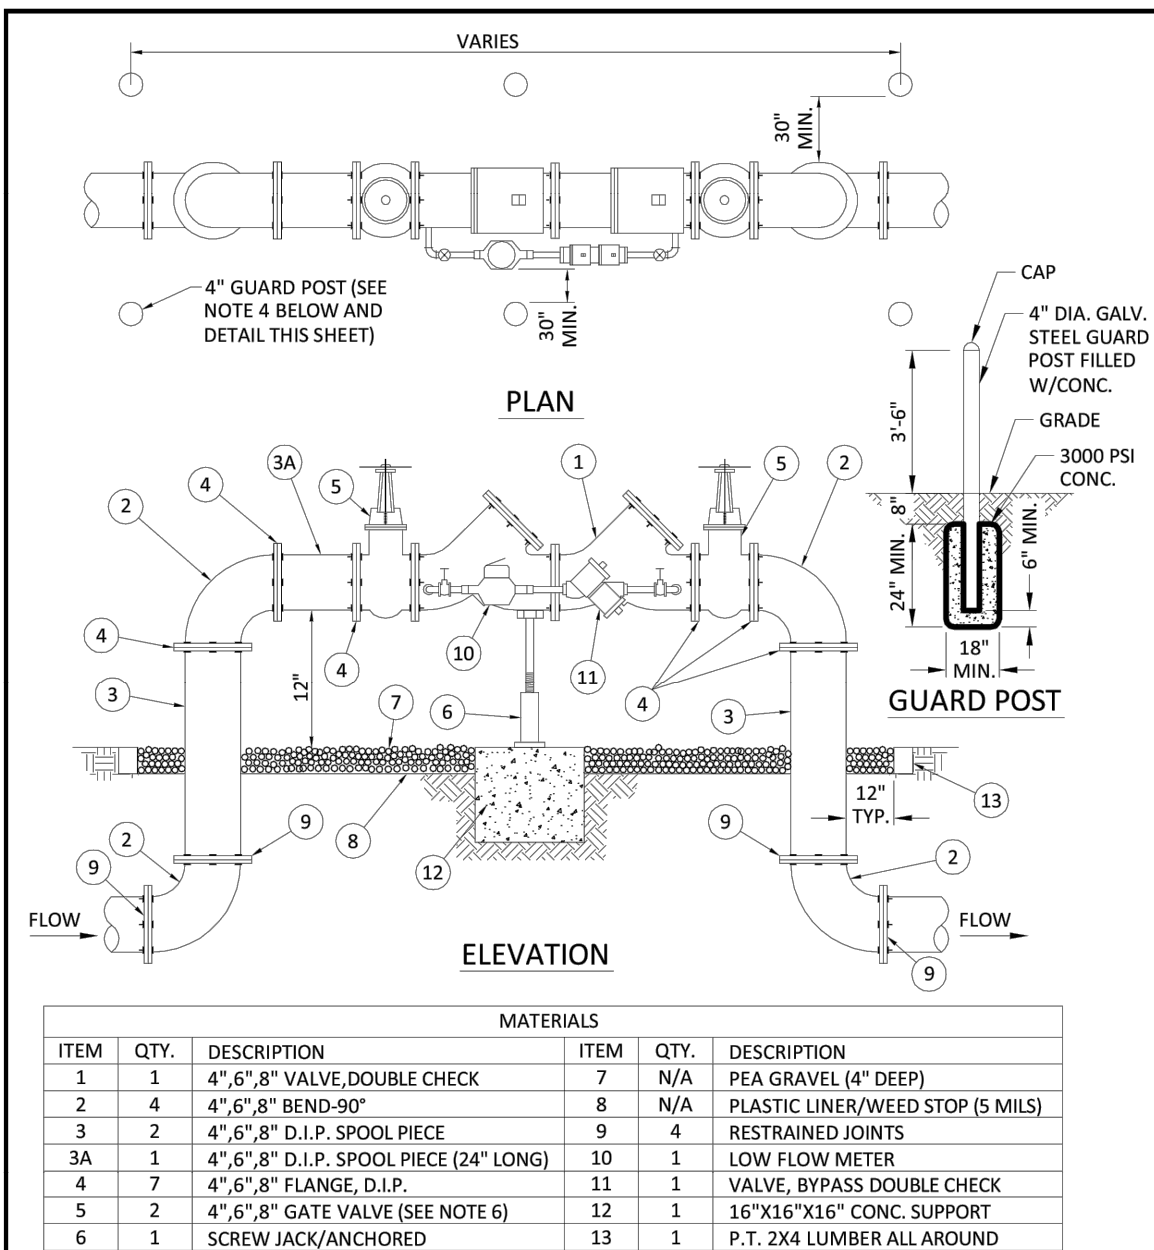 VARIES
30" MIN.
4" GUARD POST (SEE
NOTE 4 BELOW AND
DETAIL THIS SHEET)
30" MIN.
PLAN
CAP
4" DIA. GALV.
STEEL GUARD
POST FILLED
W/CONC.
GRADE
3000 PSI
CONC.
3'-6"
8"
24" MIN.
6" MIN.
18"
MIN.
GUARD POST
2
4
3A
5
1
5
2
4
3
4
10
11
4
3
12"
7
6
12"
TYP.
13
9
2
9
8
12
9
2
9
FLOW
FLOW
ELEVATION
MATERIALS
ITEM QTY. DESCRIPTION ITEM QTY. DESCRIPTION
1 1 4",6",8" VALVE,DOUBLE CHECK 7 N/A PEA GRAVEL (4" DEEP)
2 4 4",6",8" BEND-90° 8 N/A PLASTIC LINER/WEED STOP (5 MILS)
3 2 4",6",8" D.I.P. SPOOL PIECE 9 4 RESTRAINED JOINTS
3A 1 4",6",8" D.I.P. SPOOL PIECE (24" LONG) 10 1 LOW FLOW METER
4 7 4",6",8" FLANGE, D.I.P. 11 1 VALVE, BYPASS DOUBLE CHECK
5 2 4",6",8" GATE VALVE (SEE NOTE 6) 12 1 16"X16"X16" CONC. SUPPORT
6 1 SCREW JACK/ANCHORED 13 1 P.T. 2X4 LUMBER ALL AROUND